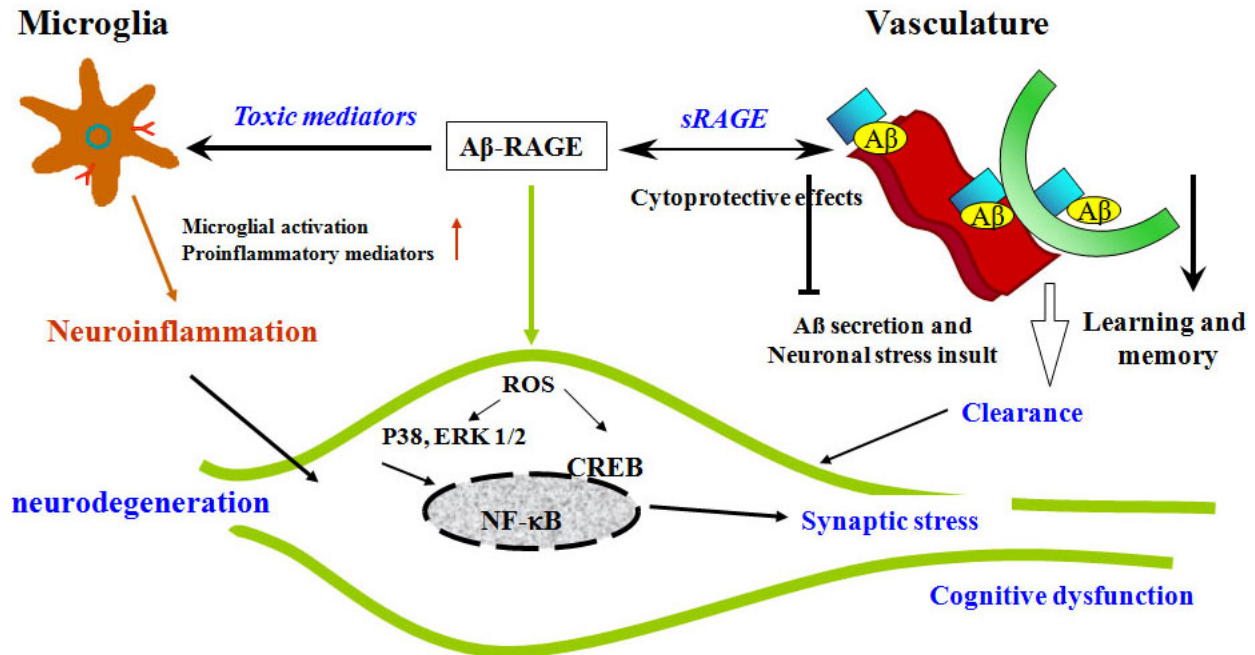 Microglia
Vasculature
Toxic mediators
sRAGE
Aβ-RAGE
Aβ
Aβ
Aβ
Cytoprotective effects
Microglial activation
Proinflammatory mediators
Neuroinflammation
Aß secretion and
Neuronal stress insult
Learning and
memory
ROS
Clearance
P38, ERK 1/2
CREB
neurodegeneration
NF-κB
Synaptic stress
Cognitive dysfunction